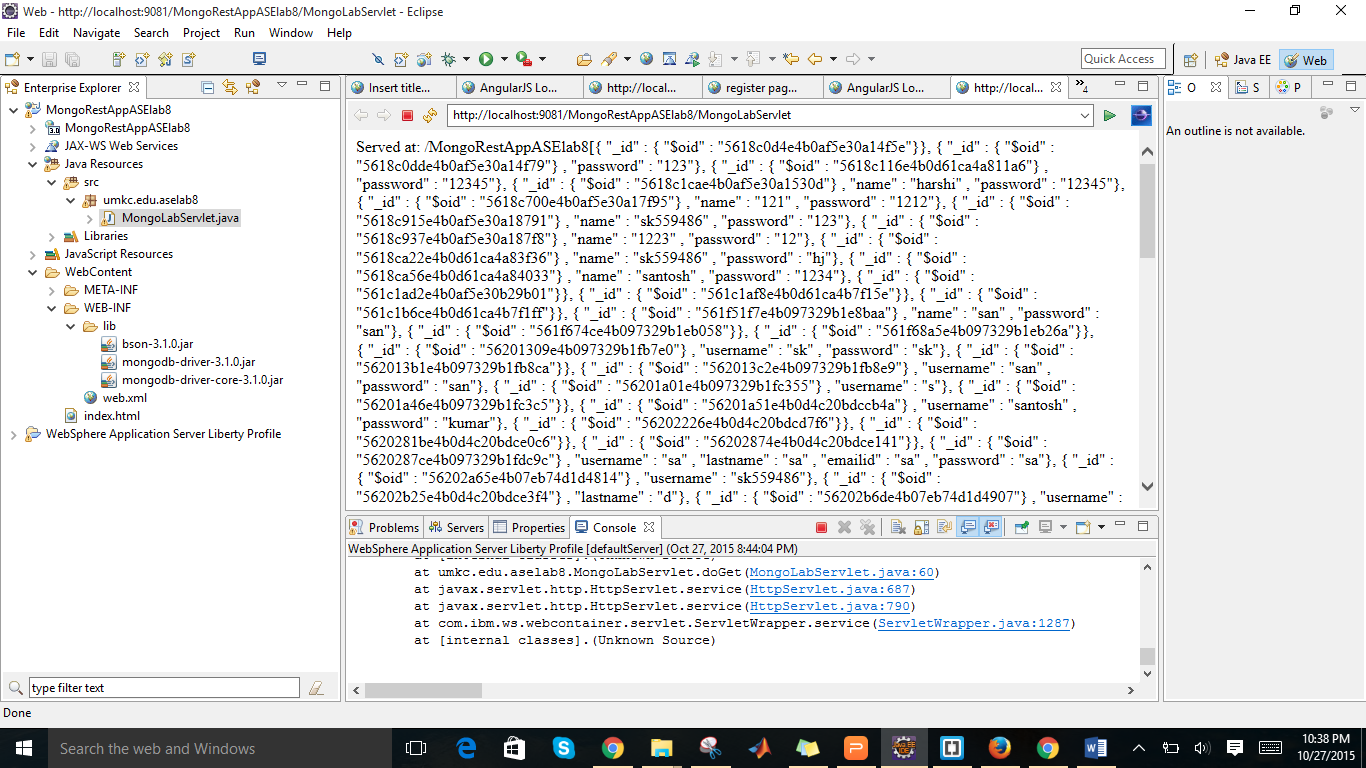 Web - http://localhost:9081/MongoRestAppASElab8/MongoLabServlet - Eclipse
File Edit Navigate Search Project Run Window Help
Quick Access
Java EE
Web
Enterprise Explorer
MongoRestAppASElab8
MongoRestAppASElab8
JAX-WS Web Services
Java Resources
src
umkc.edu.aselab8
MongoLabServlet.java
Libraries
JavaScript Resources
WebContent
META-INF
WEB-INF
lib
bson-3.1.0.jar
mongodb-driver-3.1.0.jar
mongodb-driver-core-3.1.0.jar
web.xml
index.html
WebSphere Application Server Liberty Profile
type filter text
Done
Insert title... AngularJS Lo... http://local... register pag... AngularJS Lo... http://local... »4
http://localhost:9081/MongoRestAppASElab8/MongoLabServlet
Served at: /MongoRestAppASElab8[{ "_id" : { "$oid" : "5618c0d4e4b0af5e30a14f5e"}}, { "_id" : { "$oid" :
"5618c0dde4b0af5e30a14f79"} , "password" : "123"}, { "_id" : { "$oid" : "5618c116e4b0d61ca4a811a6"}
, "password" : "12345"}, { "_id" : { "$oid" : "5618c1cae4b0af5e30a1530d"} , "name" : "harshi" , "password" : "12345"},
{ "_id" : { "$oid" : "5618c700e4b0af5e30a17f95"} , "name" : "121" , "password" : "1212"}, { "_id" : { "$oid" :
"5618c915e4b0af5e30a18791"} , "name" : "sk559486" , "password" : "123"}, { "_id" : { "$oid" :
"5618c937e4b0af5e30a187f8"} , "name" : "1223" , "password" : "12"}, { "_id" : { "$oid" :
"5618ca22e4b0d61ca4a83f36"} , "name" : "sk559486" , "password" : "hj"}, { "_id" : { "$oid" :
"5618ca56e4b0d61ca4a84033"} , "name" : "santosh" , "password" : "1234"}, { "_id" : { "$oid" :
"561c1ad2e4b0af5e30b29b01"}}, { "_id" : { "$oid" : "561c1af8e4b0d61ca4b7f15e"}}, { "_id" : { "$oid" :
"561c1b6ce4b0d61ca4b7f1ff"}}, { "_id" : { "$oid" : "561f51f7e4b097329b1e8baa"} , "name" : "san" , "password" :
"san"}, { "_id" : { "$oid" : "561f674ce4b097329b1eb058"}}, { "_id" : { "$oid" : "561f68a5e4b097329b1eb26a"}},
{ "_id" : { "$oid" : "56201309e4b097329b1fb7e0"} , "username" : "sk" , "password" : "sk"}, { "_id" : { "$oid" :
"562013b1e4b097329b1fb8ca"}}, { "_id" : { "$oid" : "562013c2e4b097329b1fb8e9"} , "username" : "san" ,
"password" : "san"}, { "_id" : { "$oid" : "56201a01e4b097329b1fc355"} , "username" : "s"}, { "_id" : { "$oid" :
"56201a46e4b097329b1fc3c5"}}, { "_id" : { "$oid" : "56201a51e4b0d4c20bdccb4a"} , "username" : "santosh" ,
"password" : "kumar"}, { "_id" : { "$oid" : "56202226e4b0d4c20bdcd7f6"}}, { "_id" : { "$oid" :
"5620281be4b0d4c20bdce0c6"}}, { "_id" : { "$oid" : "56202874e4b0d4c20bdce141"}}, { "_id" : { "$oid" :
"5620287ce4b097329b1fdc9c"} , "username" : "sa" , "lastname" : "sa" , "emailid" : "sa" , "password" : "sa"}, { "_id" :
{ "$oid" : "56202a65e4b07eb74d1d4814"} , "username" : "sk559486"}, { "_id" : { "$oid" :
"56202b25e4b0d4c20bdce3f4"} , "lastname" : "d"}, { "_id" : { "$oid" : "56202b6de4b07eb74d1d4907"} , "username" :
Problems Servers Properties Console
WebSphere Application Server Liberty Profile [defaultServer] (Oct 27, 2015 8:44:04 PM)
at umkc.edu.aselab8.MongoLabServlet.doGet(MongoLabServlet.java:60)
at javax.servlet.http.HttpServlet.service(HttpServlet.java:687)
at javax.servlet.http.HttpServlet.service(HttpServlet.java:790)
at com.ibm.ws.webcontainer.servlet.ServletWrapper.service(ServletWrapper.java:1287)
at [internal classes].(Unknown Source)
O S P
An outline is not available.
Search the web and Windows
10:38 PM
10/27/2015